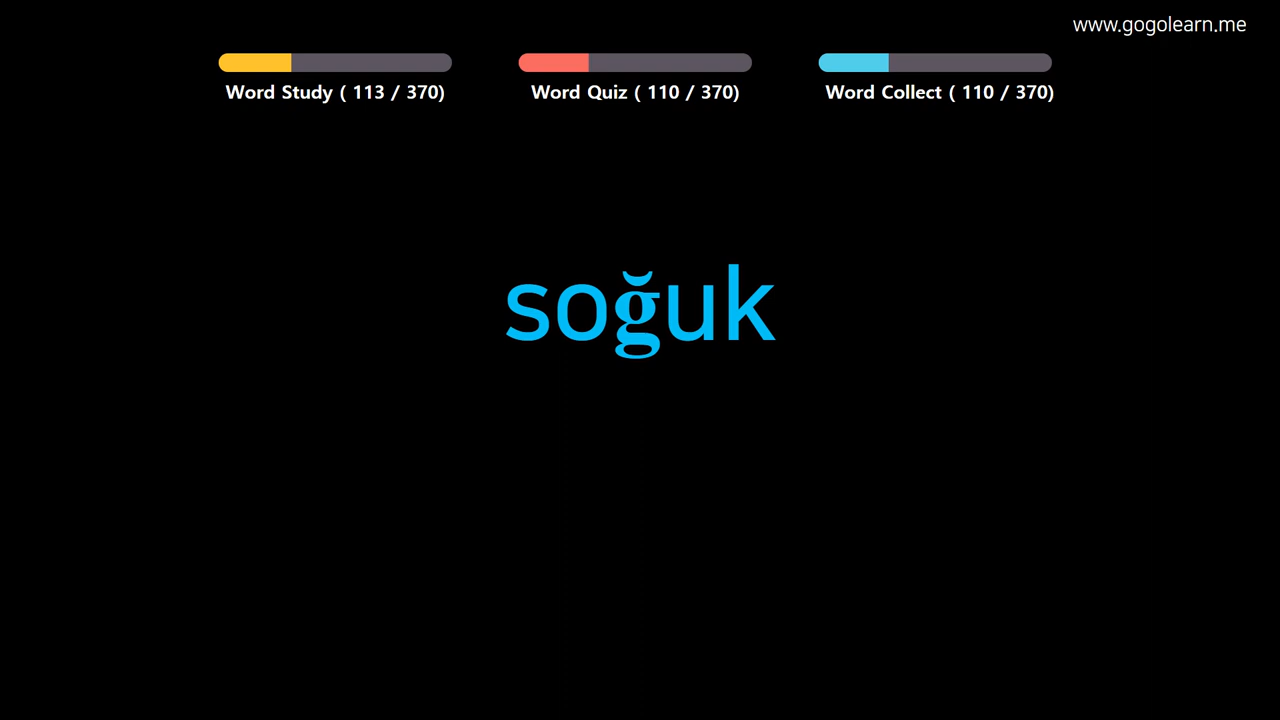 www.gogolearn.me
Word Study ( 113 / 370)
Word Quiz ( 110 / 370)
Word Collect ( 110 / 370)
soğuk